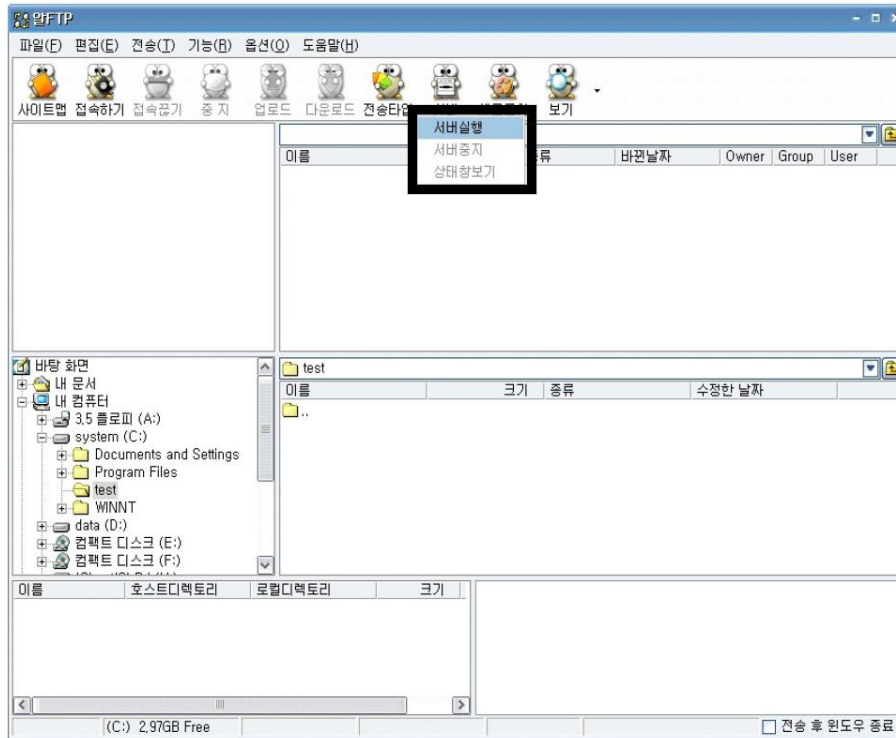 알FTP
파일(F) 편집(E) 전송(T) 기능(B) 옵션(O) 도움말(H)
사이트맵 접속하기 접속끊기 중 지 업로드 다운로드 전송타입 보기
서버실행
서버중지
상태창보기
이름 바뀐날짜 Owner Group User
바탕 화면
내 문서
내 컴퓨터
3,5 플로피 (A:)
system (C:)
Documents and Settings
Program Files
test
WINNT
data (D:)
컴팩트 디스크 (E:)
컴팩트 디스크 (F:)
test
이름 크기 종류 수정한 날짜
..
이름 호스트디렉토리 로컬디렉토리 크기
(C:) 2,97GB Free
전송 후 윈도우 종료